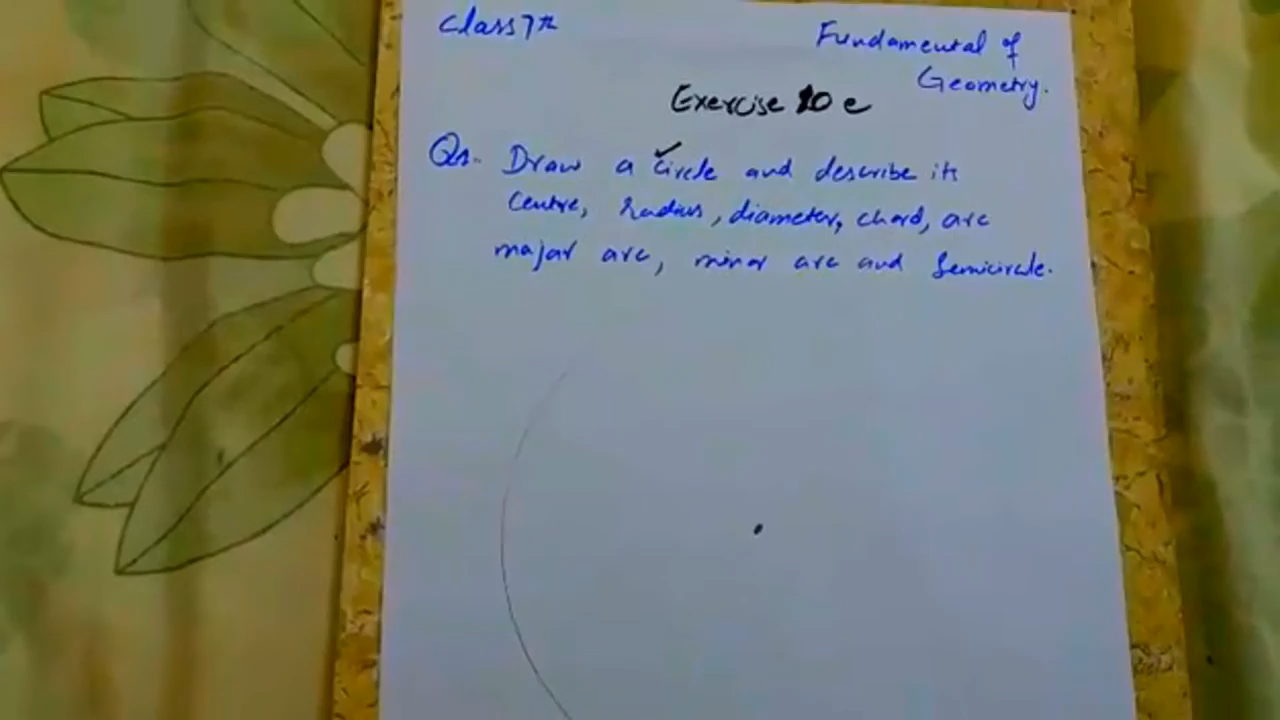 Class 7th
Fundamental of
Geometry.
Exercise 10 e
Qs. Draw a circle and describe its
centre, radius, diameter, chord, arc
major arc, minor arc and Semicircle.